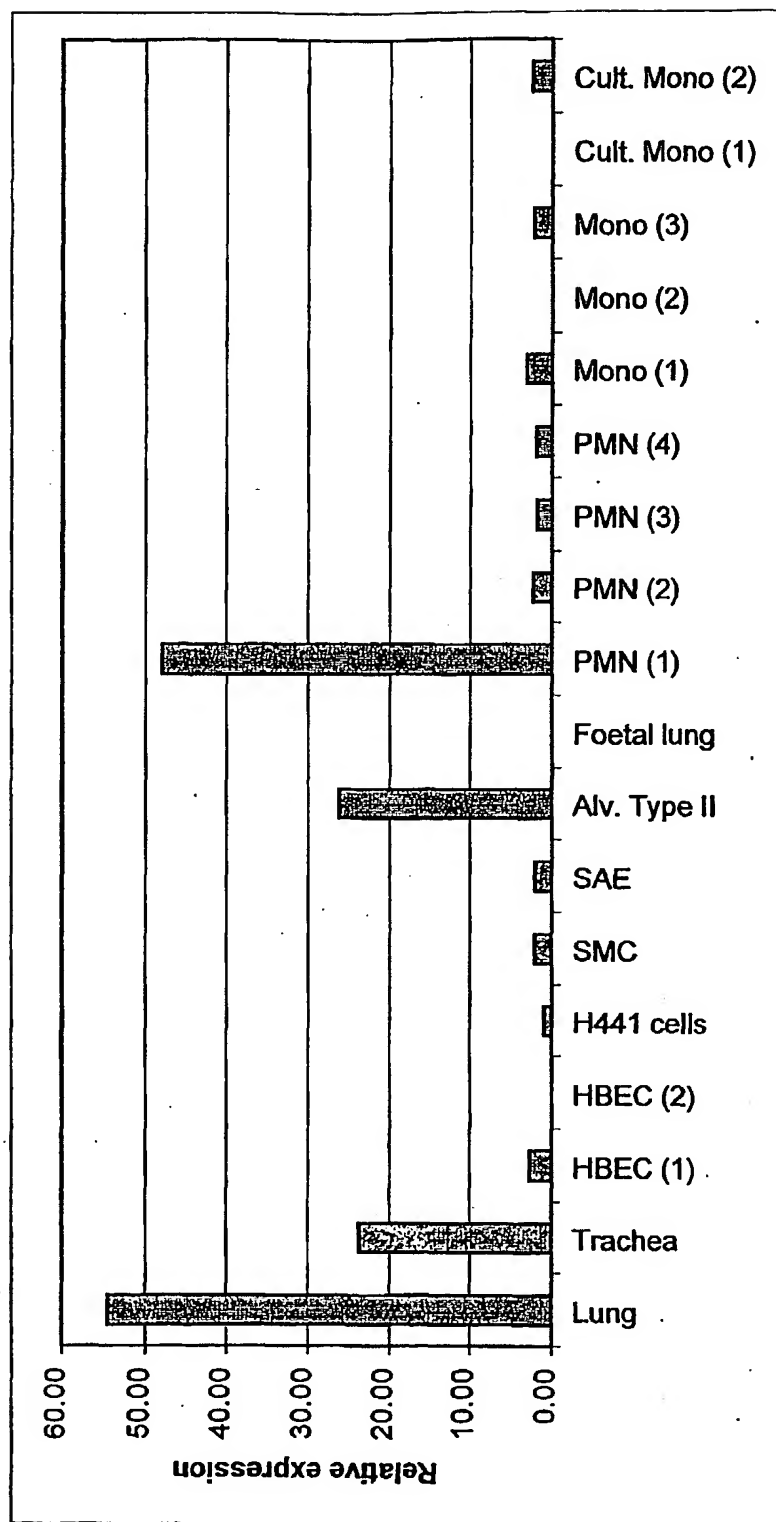 Relative expression
60.00
50.00
40.00
30.00
20.00
10.00
0.00
Lung
Trachea
HBEC (1)
HBEC (2)
H441 cells
SMC
SAE
Alv. Type II
Foetal lung
PMN (1)
PMN (2)
PMN (3)
PMN (4)
Mono (1)
Mono (2)
Mono (3)
Cult. Mono (1)
Cult. Mono (2)